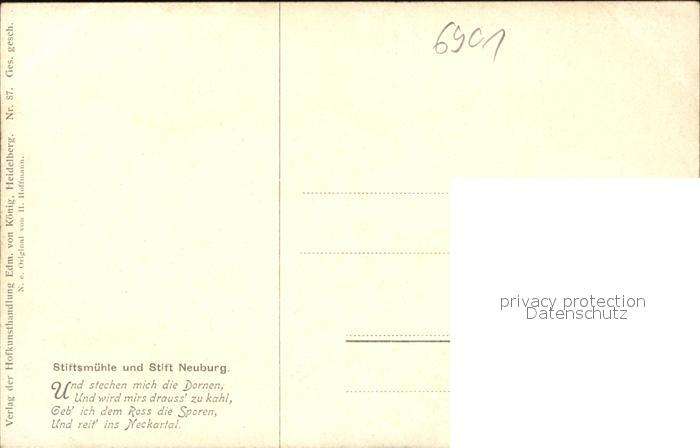 Verlag der Hofkunsthandlung Edm. von König, Heidelberg. Nr. 87. Ges. gesch.
N. e. Original von H. Hoffmann.
6901
privacy protection
Datenschutz
Stiftsmühle und Stift Neuburg.
Und stechen mich die Dornen,
Und wird mirs drauss' zu kahl,
Geb' ich dem Ross die Sporen,
Und reit' ins Neckartal.